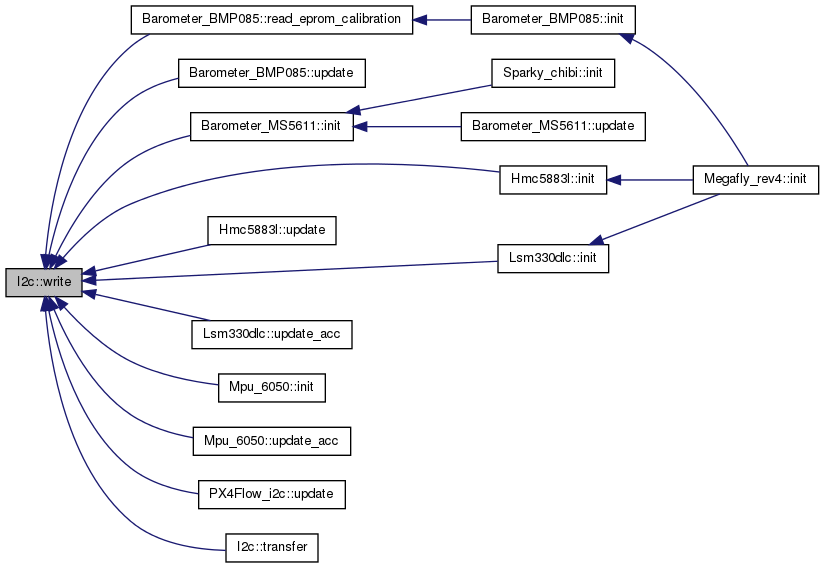 Barometer_BMP085::read_eprom_calibration
Barometer_BMP085::init
Barometer_BMP085::update
Sparky_chibi::init
Barometer_MS5611::init
Barometer_MS5611::update
Hmc5883l::init
Megafly_rev4::init
Hmc5883l::update
Lsm330dlc::init
I2c::write
Lsm330dlc::update_acc
Mpu_6050::init
Mpu_6050::update_acc
PX4Flow_i2c::update
I2c::transfer